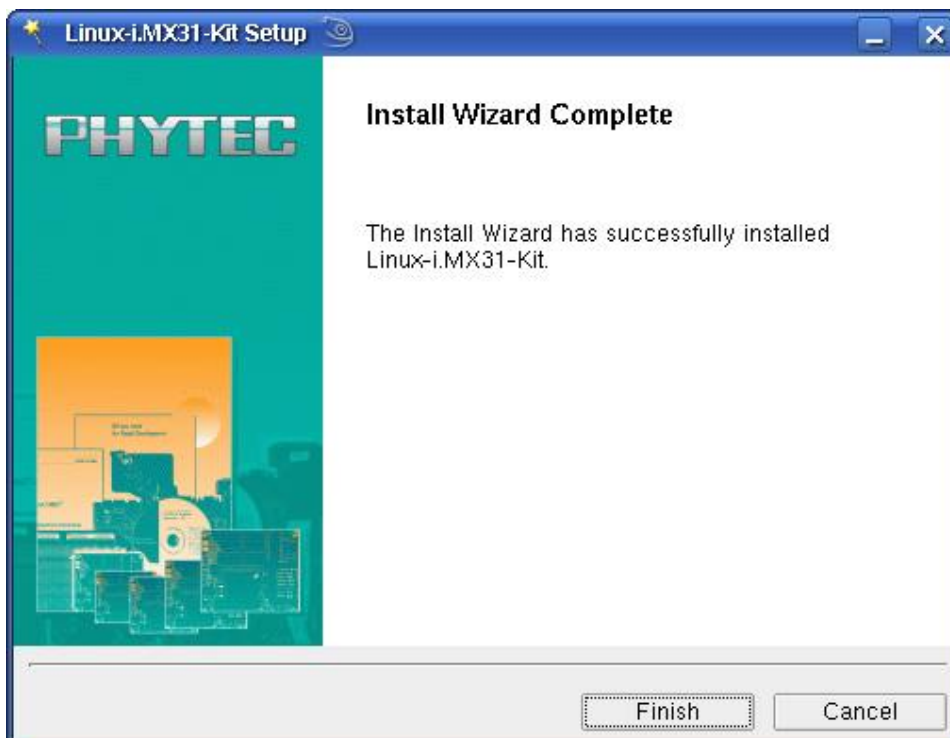 Linux-i.MX31-Kit Setup
PHYTEC
Install Wizard Complete
The Install Wizard has successfully installed
Linux-i.MX31-Kit.
Finish
Cancel